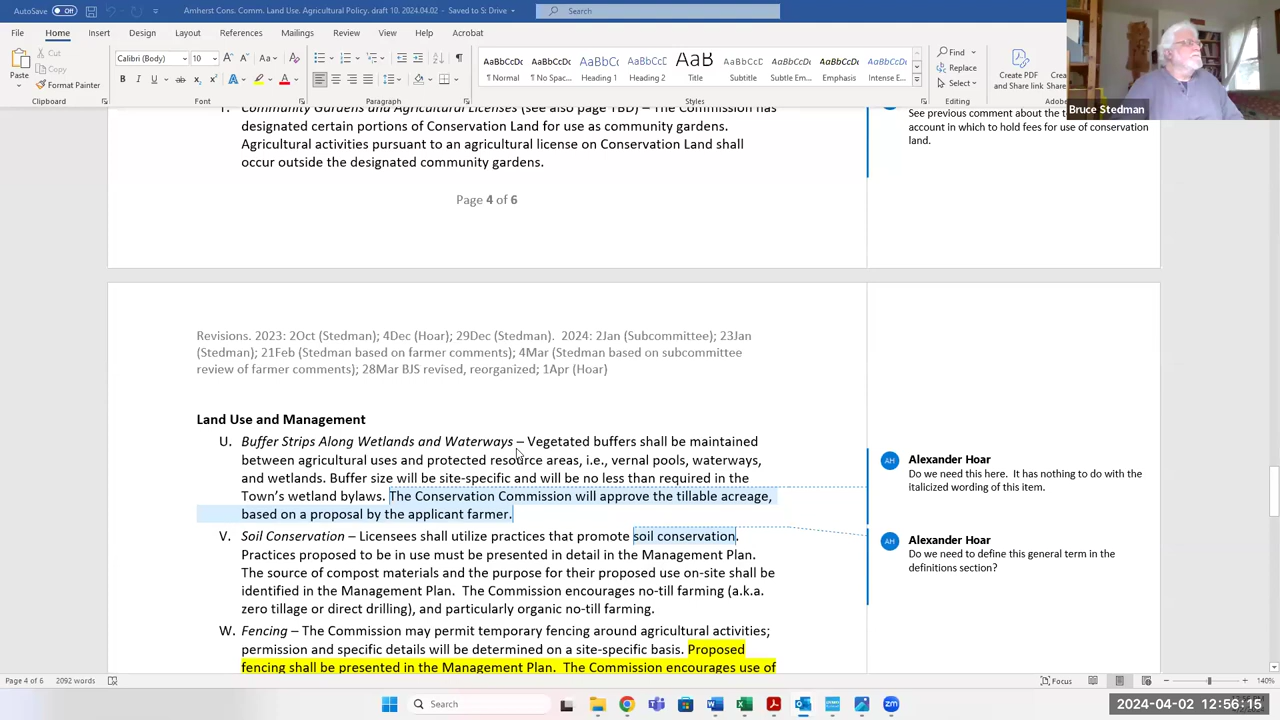 AutoSave Off
Amherst Cons. Comm. Land Use. Agricultural Policy. draft 10. 2024.04.02 - Saved to S: Drive
Search
File Home Insert Design Layout References Mailings Review View Help Acrobat
Paste
Cut
Copy
Format Painter
Clipboard
Calibri (Body) 10
Font
Paragraph
AaBbCcDc AaBbCcDc AaBbC AaBbCc AaB AaBbCcD AaBbCcDc AaBbCcDc AaBbCcDc
¶ Normal ¶ No Spac... Heading 1 Heading 2 Title Subtitle Subtle Em... Emphasis Intense E...
Styles
Find
Replace
Select
Editing
Create PDF
and Share link
Bruce Stedman
Community Gardens and Agricultural Licenses (see also page TBD) – The Commission has
designated certain portions of Conservation Land for use as community gardens.
Agricultural activities pursuant to an agricultural license on Conservation Land shall
occur outside the designated community gardens.
Page 4 of 6
See previous comment about the t
account in which to hold fees for use of conservation
land.
Revisions. 2023: 2Oct (Stedman); 4Dec (Hoar); 29Dec (Stedman). 2024: 2Jan (Subcommittee); 23Jan
(Stedman); 21Feb (Stedman based on farmer comments); 4Mar (Stedman based on subcommittee
review of farmer comments); 28Mar BJS revised, reorganized; 1Apr (Hoar)
Land Use and Management
U. Buffer Strips Along Wetlands and Waterways – Vegetated buffers shall be maintained
between agricultural uses and protected resource areas, i.e., vernal pools, waterways,
and wetlands. Buffer size will be site-specific and will be no less than required in the
Town's wetland bylaws. The Conservation Commission will approve the tillable acreage,
based on a proposal by the applicant farmer.
V. Soil Conservation – Licensees shall utilize practices that promote soil conservation.
Practices proposed to be in use must be presented in detail in the Management Plan.
The source of compost materials and the purpose for their proposed use on-site shall be
identified in the Management Plan. The Commission encourages no-till farming (a.k.a.
zero tillage or direct drilling), and particularly organic no-till farming.
W. Fencing – The Commission may permit temporary fencing around agricultural activities;
permission and specific details will be determined on a site-specific basis. Proposed
fencing shall be presented in the Management Plan. The Commission encourages use of
AH Alexander Hoar
Do we need this here. It has nothing to do with the
italicized wording of this item.
AH Alexander Hoar
Do we need to define this general term in the
definitions section?
Page 4 of 6 2092 words
Focus
140%
Search
2024-04-02 12:56:15